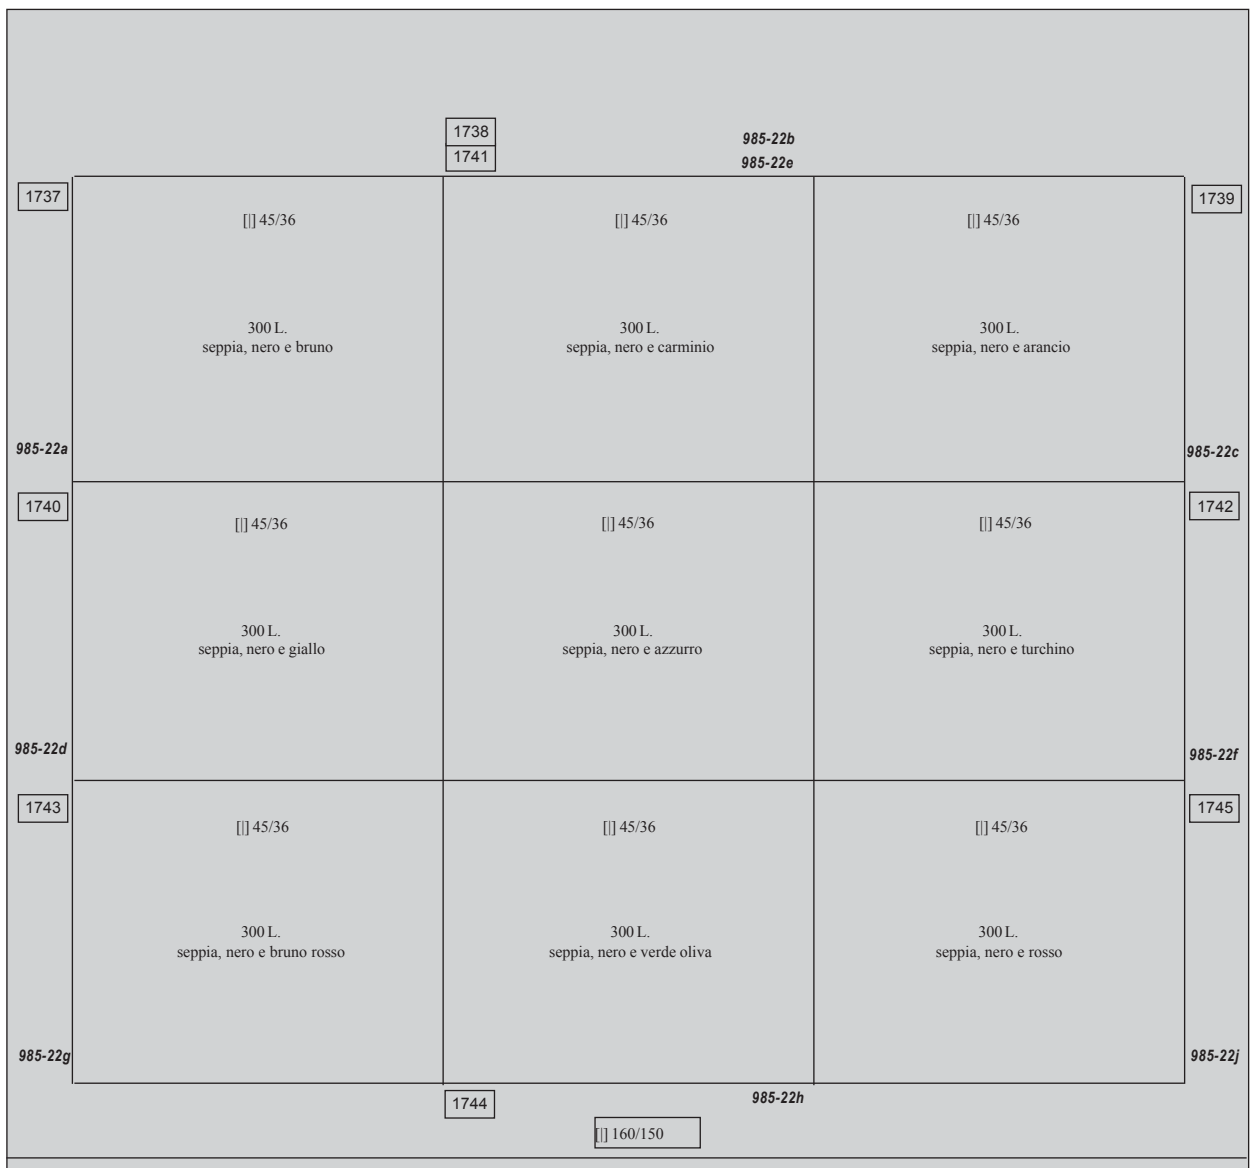 1738
985-22b
1741
985-22e
1737
1739
[|] 45/36
[|] 45/36
[|] 45/36
300 L.
seppia, nero e bruno
300 L.
seppia, nero e carminio
300 L.
seppia, nero e arancio
985-22a
985-22c
1740
1742
[|] 45/36
[|] 45/36
[|] 45/36
300 L.
seppia, nero e giallo
300 L.
seppia, nero e azzurro
300 L.
seppia, nero e turchino
985-22d
985-22f
1743
1745
[|] 45/36
[|] 45/36
[|] 45/36
300 L.
seppia, nero e bruno rosso
300 L.
seppia, nero e verde oliva
300 L.
seppia, nero e rosso
985-22g
985-22j
1744
985-22h
[|] 160/150